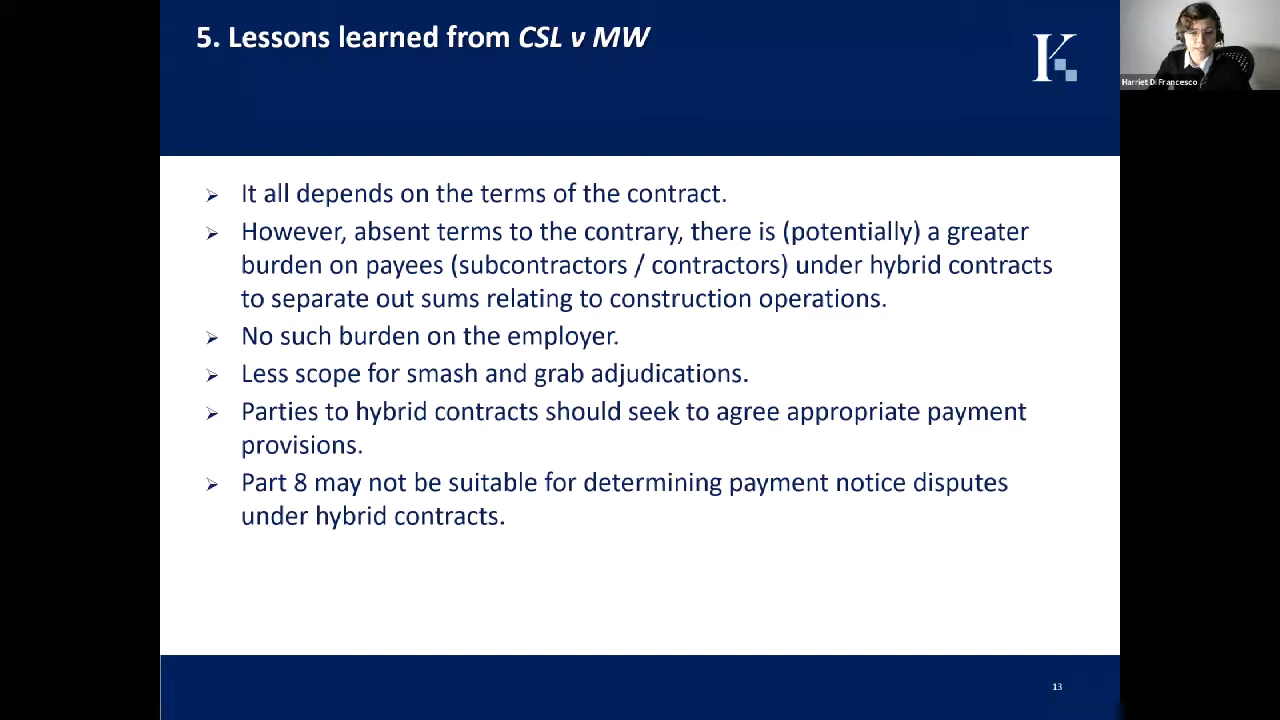 5. Lessons learned from CSL v MW
K
Harriet Di Francesco
➢ It all depends on the terms of the contract.
➢ However, absent terms to the contrary, there is (potentially) a greater
burden on payees (subcontractors / contractors) under hybrid contracts
to separate out sums relating to construction operations.
➢ No such burden on the employer.
➢ Less scope for smash and grab adjudications.
➢ Parties to hybrid contracts should seek to agree appropriate payment
provisions.
➢ Part 8 may not be suitable for determining payment notice disputes
under hybrid contracts.
13